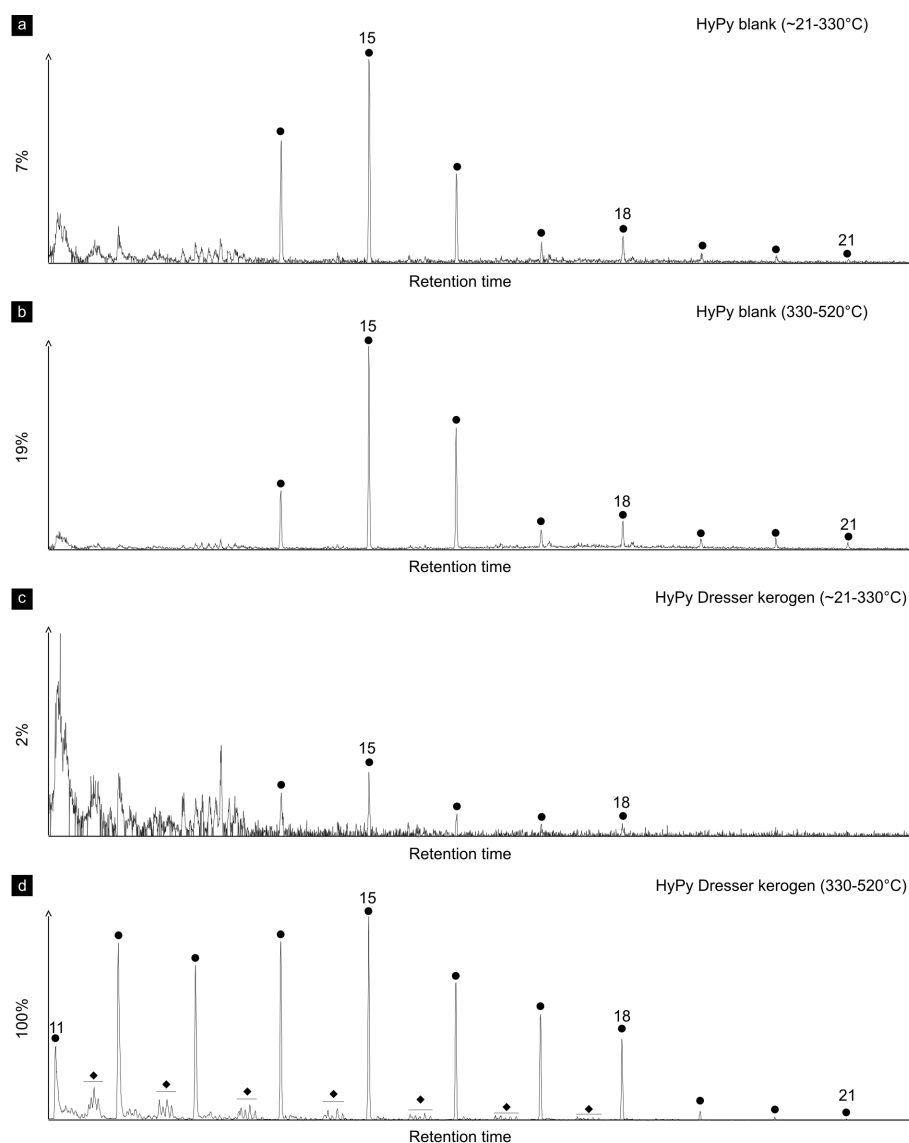 a
HyPy blank (~21-330°C)
15
7%
18
21
Retention time
b
HyPy blank (330-520°C)
15
19%
18
21
Retention time
c
HyPy Dresser kerogen (~21-330°C)
2%
15
18
Retention time
d
HyPy Dresser kerogen (330-520°C)
15
100%
11
18
21
Retention time